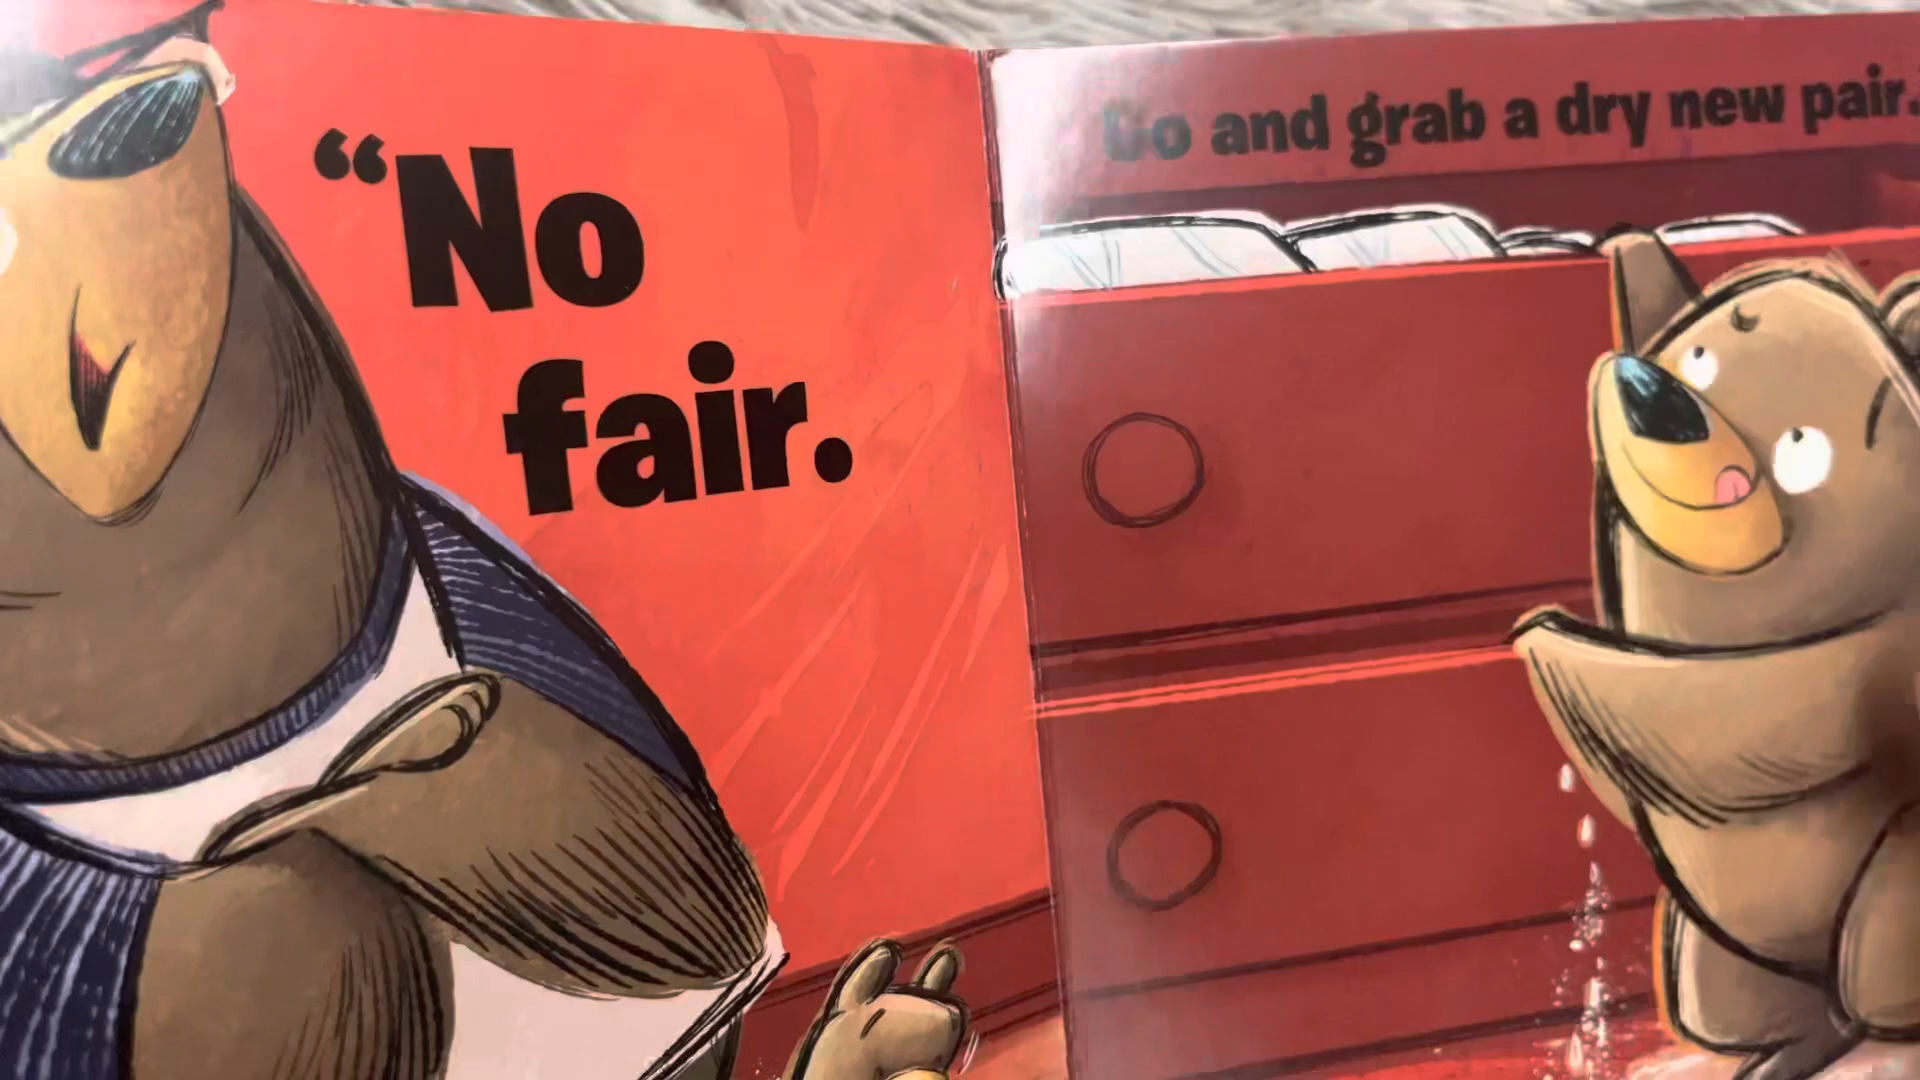 “No
fair.
Go and grab a dry new pair.